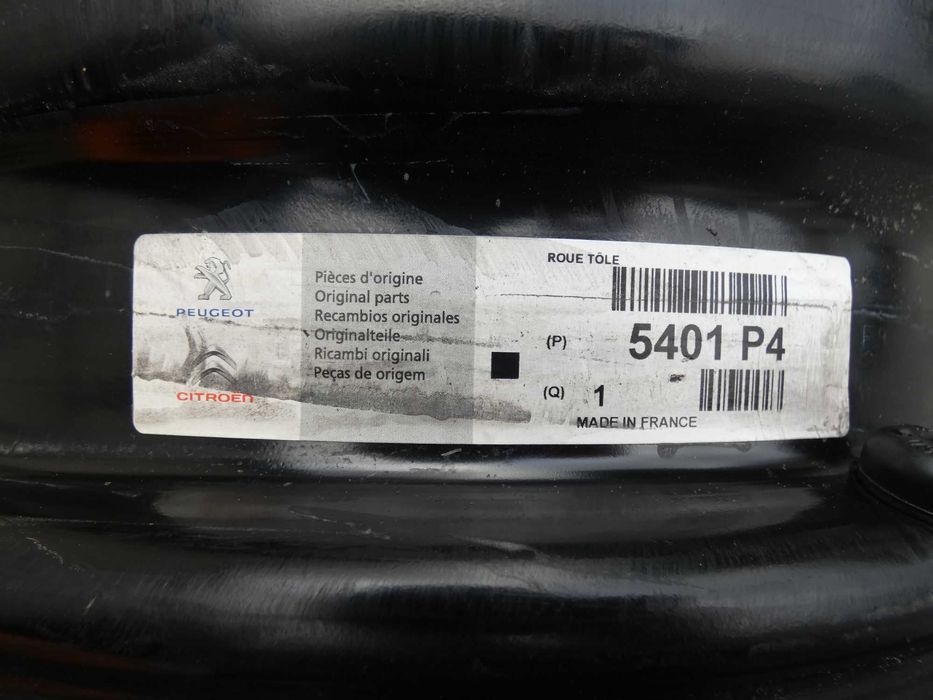 PEUGEOT
CITROËN
Pièces d'origine
Original parts
Recambios originales
Originalteile
Ricambi originali
Peças de origem
ROUE TÔLE
(P) 5401 P4
(Q) 1
MADE IN FRANCE